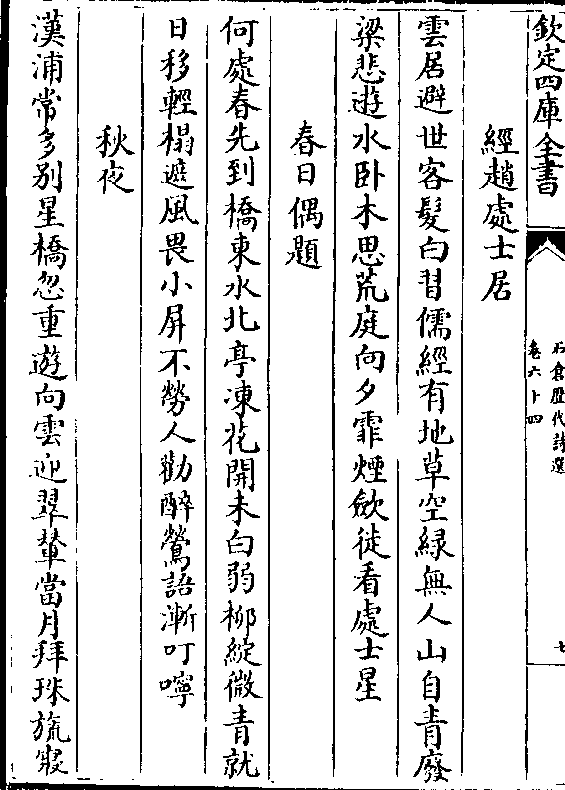 欽定四庫全書
石倉歷代詩選
卷六十四
七
經趙處士居
雲居避世客髮白習儒經有地草空緑無人山自青廢
梁悲逝水卧木思荒庭向夕霏煙歛徒看處士星
春日偶題
何處春先到橋東水北亭凍花開未白弱柳綻微青就
日移輕榻遮風畏小屏不勞人勸醉鶯語漸叮嚀
秋夜
漢浦常多别星橋忽重遊向雲迎翠輦當月拜珠旒寢